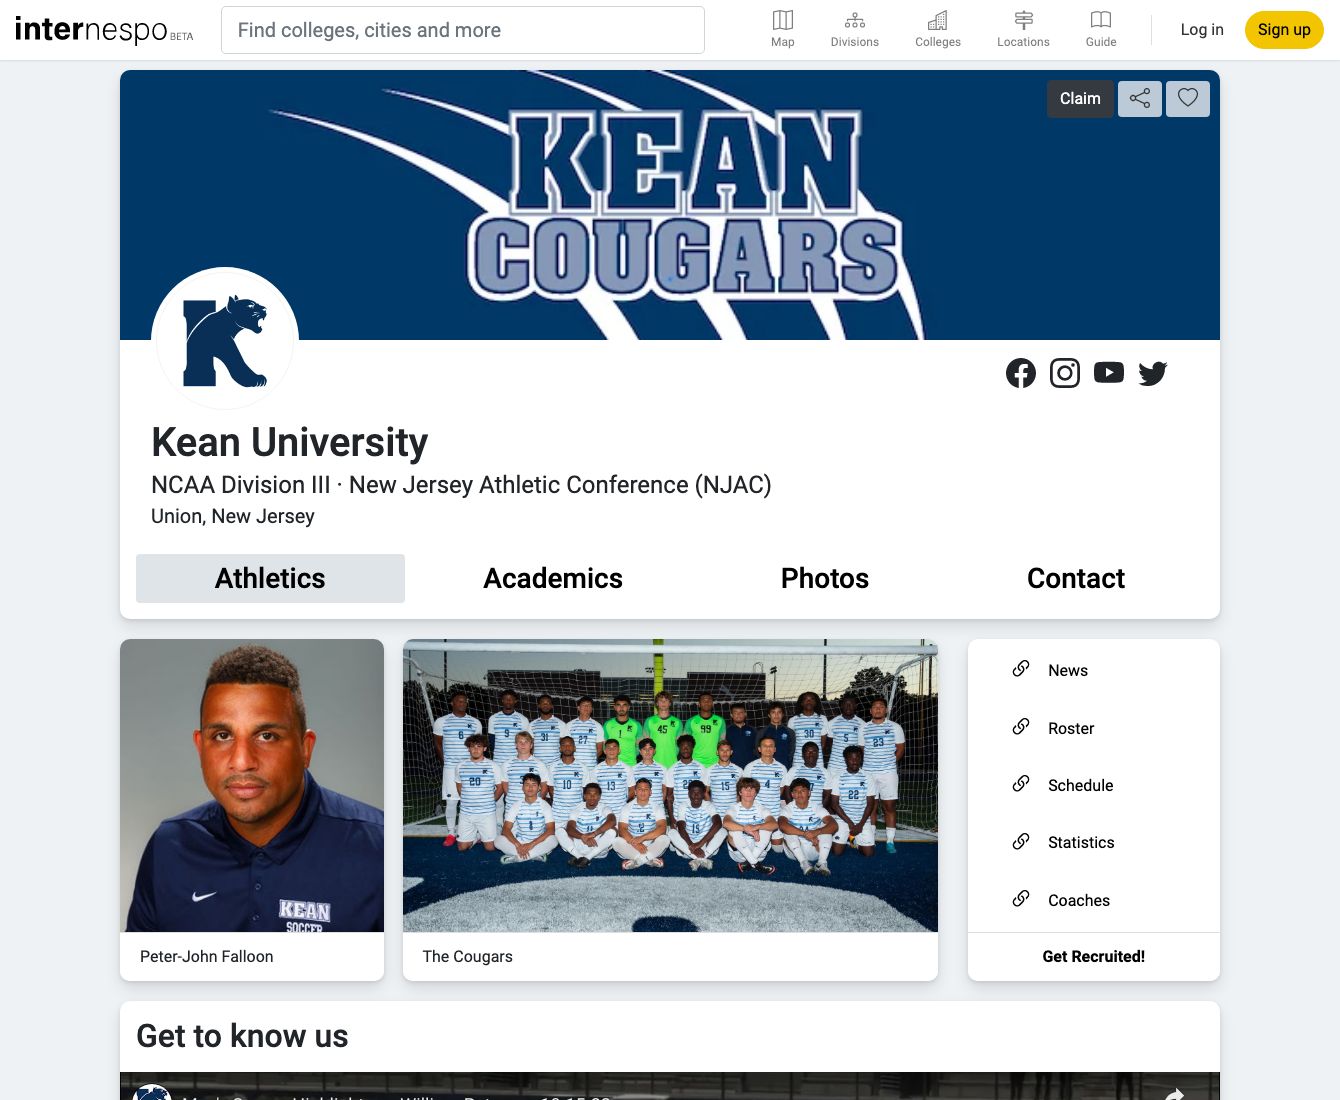 internespo BETA
Find colleges, cities and more
Map
Divisions
Colleges
Locations
Guide
Log in
Sign up
Claim
KEAN
COUGARS
Kean University
NCAA Division III · New Jersey Athletic Conference (NJAC)
Union, New Jersey
Athletics
Academics
Photos
Contact
KEAN
SOCCER
Peter-John Falloon
The Cougars
News
Roster
Schedule
Statistics
Coaches
Get Recruited!
Get to know us